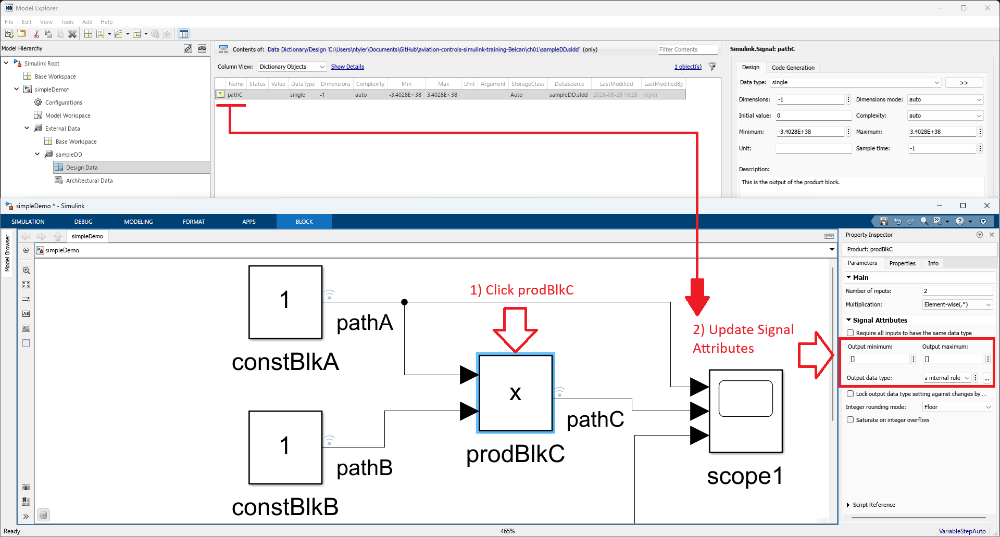 Model Explorer
File Edit View Tools Add Help
Model Hierarchy
Simulink Root
Base Workspace
simpleDemo*
Configurations
Model Workspace
External Data
Base Workspace
sampleDD
Design Data
Architectural Data
Contents of: Data Dictionary/Design 'C:\Users\ntyler\Documents\GitHub\aviation-controls-simulink-training-Belcan\ch01\sampleDD.sldd' (only)
Filter Contents
Column View: Dictionary Objects Show Details
1 object(s)
Name Status Value DataType Dimensions Complexity Min Max Unit Argument StorageClass DataSource LastModified LastModifiedBy
pathC single -1 auto -3.4028E+38 3.4028E+38 Auto sampleDD.sldd 2026-08-28 16:28 ntyler
Simulink.Signal: pathC
Design Code Generation
Data type: single >>
Dimensions: -1 Dimensions mode: auto
Initial value: 0 Complexity: auto
Minimum: -3.4028E+38 Maximum: 3.4028E+38
Unit: Sample time: -1
Description:
This is the output of the product block.
simpleDemo * - Simulink
SIMULATION DEBUG MODELING FORMAT APPS BLOCK
Model Browser
simpleDemo
simpleDemo
1
pathA
constBlkA
1
pathB
constBlkB
1) Click prodBlkC
x
pathC
prodBlkC
2) Update Signal
Attributes
scope1
Property Inspector
Product: prodBlkC
Parameters Properties Info
Main
Number of inputs: 2
Multiplication: Element-wise(.*)
Signal Attributes
Require all inputs to have the same data type
Output minimum: Output maximum:
[] []
Output data type: a internal rule ...
Lock output data type setting against changes by ...
Integer rounding mode: Floor
Saturate on integer overflow
Script Reference
Ready
465%
VariableStepAuto